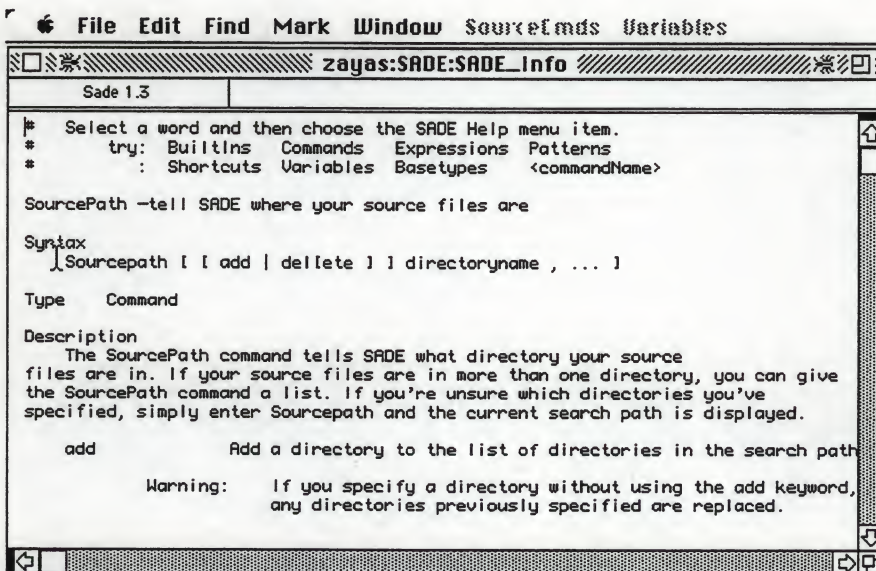 File Edit Find Mark Window SourceCmds Variables
zayas:SADE:SADE_Info
Sade 1.3
# Select a word and then choose the SADE Help menu item.
# try: BuiltIns Commands Expressions Patterns
# : Shortcuts Variables Basetypes <commandName>
SourcePath —tell SADE where your source files are
Syntax
Sourcepath [ [ add | del[ete ] ] directoryname , ... ]
Type Command
Description
The SourcePath command tells SADE what directory your source
files are in. If your source files are in more than one directory, you can give
the SourcePath command a list. If you're unsure which directories you've
specified, simply enter Sourcepath and the current search path is displayed.
add Add a directory to the list of directories in the search path
Warning: If you specify a directory without using the add keyword,
any directories previously specified are replaced.